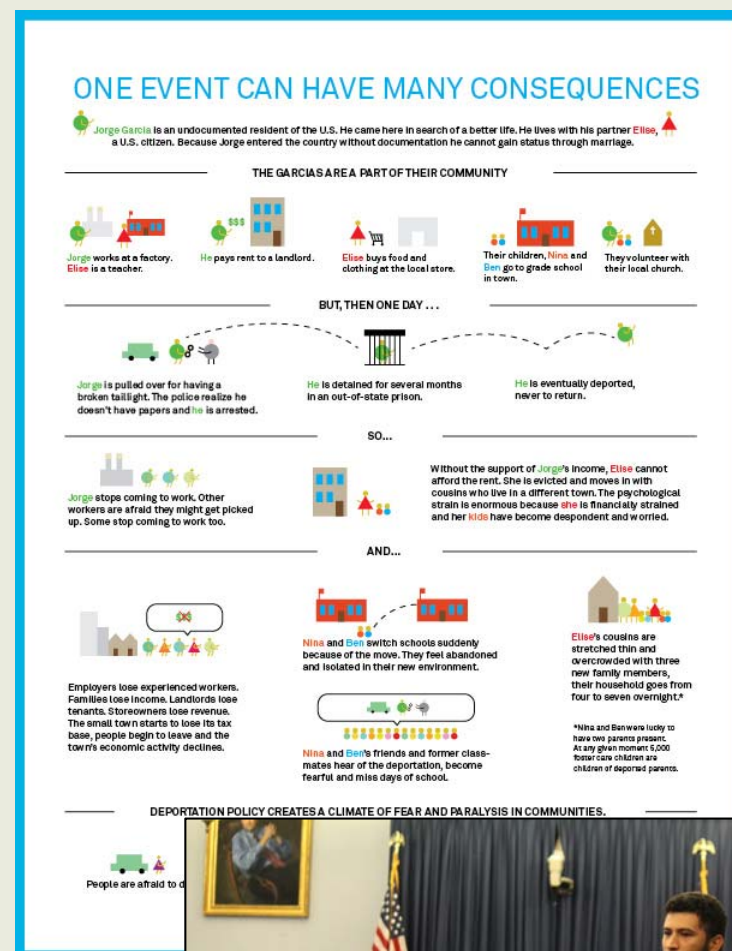 ONE EVENT CAN HAVE MANY CONSEQUENCES
Jorge Garcia is an undocumented resident of the U.S. He came here in search of a better life. He lives with his partner Elise,
a U.S. citizen. Because Jorge entered the country without documentation he cannot gain status through marriage.
THE GARCIAS ARE A PART OF THEIR COMMUNITY
$$$
Jorge works at a factory.
Elise is a teacher.
He pays rent to a landlord.
Elise buys food and
clothing at the local store.
Their children, Nina and
Ben go to grade school
in town.
They volunteer with
their local church.
BUT, THEN ONE DAY ...
Jorge is pulled over for having a
broken taillight. The police realize he
doesn't have papers and he is arrested.
He is detained for several months
in an out-of-state prison.
He is eventually deported,
never to return.
SO...
Jorge stops coming to work. Other
workers are afraid they might get picked
up. Some stop coming to work too.
Without the support of Jorge's income, Elise cannot
afford the rent. She is evicted and moves in with
cousins who live in a different town. The psychological
strain is enormous because she is financially strained
and her kids have become despondent and worried.
AND...
Employers lose experienced workers.
Families lose income. Landlords lose
tenants. Storeowners lose revenue.
The small town starts to lose its tax
base, people begin to leave and the
town's economic activity declines.
Nina and Ben switch schools suddenly
because of the move. They feel abandoned
and isolated in their new environment.
Nina and Ben's friends and former class-
mates hear of the deportation, become
fearful and miss days of school.
Elise's cousins are
stretched thin and
overcrowded with three
new family members,
their household goes from
four to seven overnight.*
*Nina and Ben were lucky to
have two parents present.
At any given moment 5,000
foster care children are
children of deported parents.
DEPORTATION POLICY CREATES A CLIMATE OF FEAR AND PARALYSIS IN COMMUNITIES.
People are afraid to d